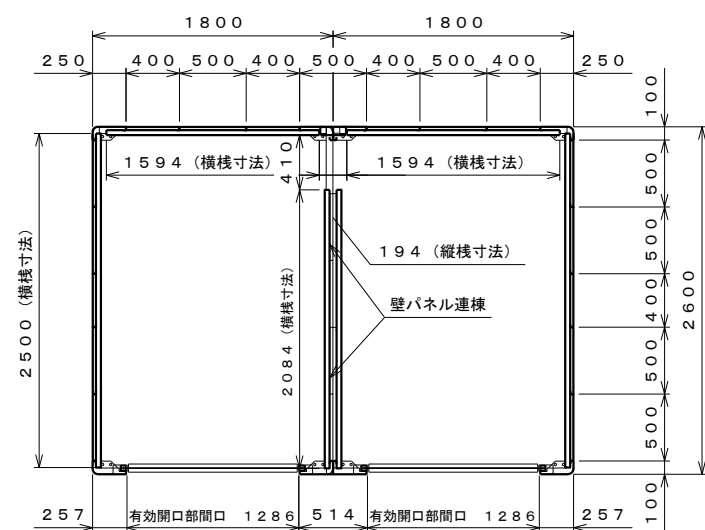 １８００ １８００
２５０ ４００ ５００ ４００ ５００ ４００ ５００ ４００ ２５０
１００
１５９４（横桟寸法） ４１０ １５９４（横桟寸法）
５００
１９４（縦桟寸法）
５００
壁パネル連棟
２５００（横桟寸法） ２０８４（横桟寸法） ４００ ２６００
５００
５００
２５７ 有効開口部間口 １２８６ ５１４ 有効開口部間口 １２８６ ２５７ １００